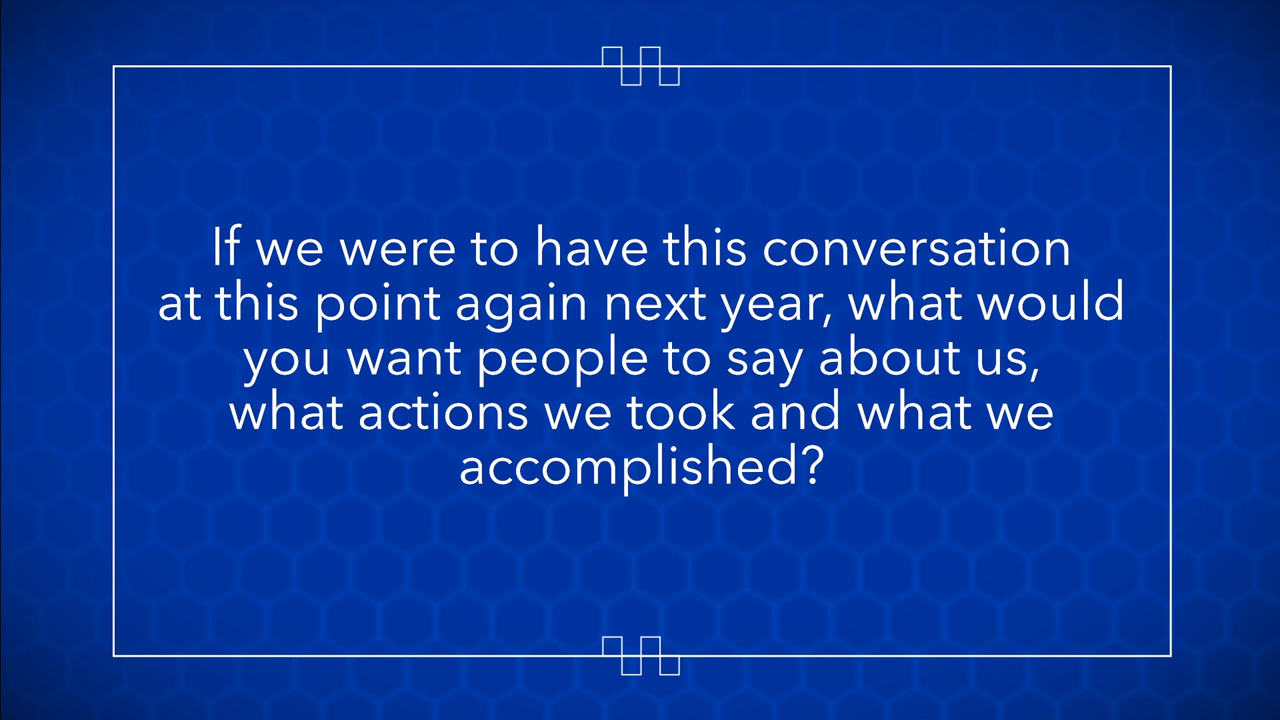 If we were to have this conversation
at this point again next year, what would
you want people to say about us,
what actions we took and what we
accomplished?